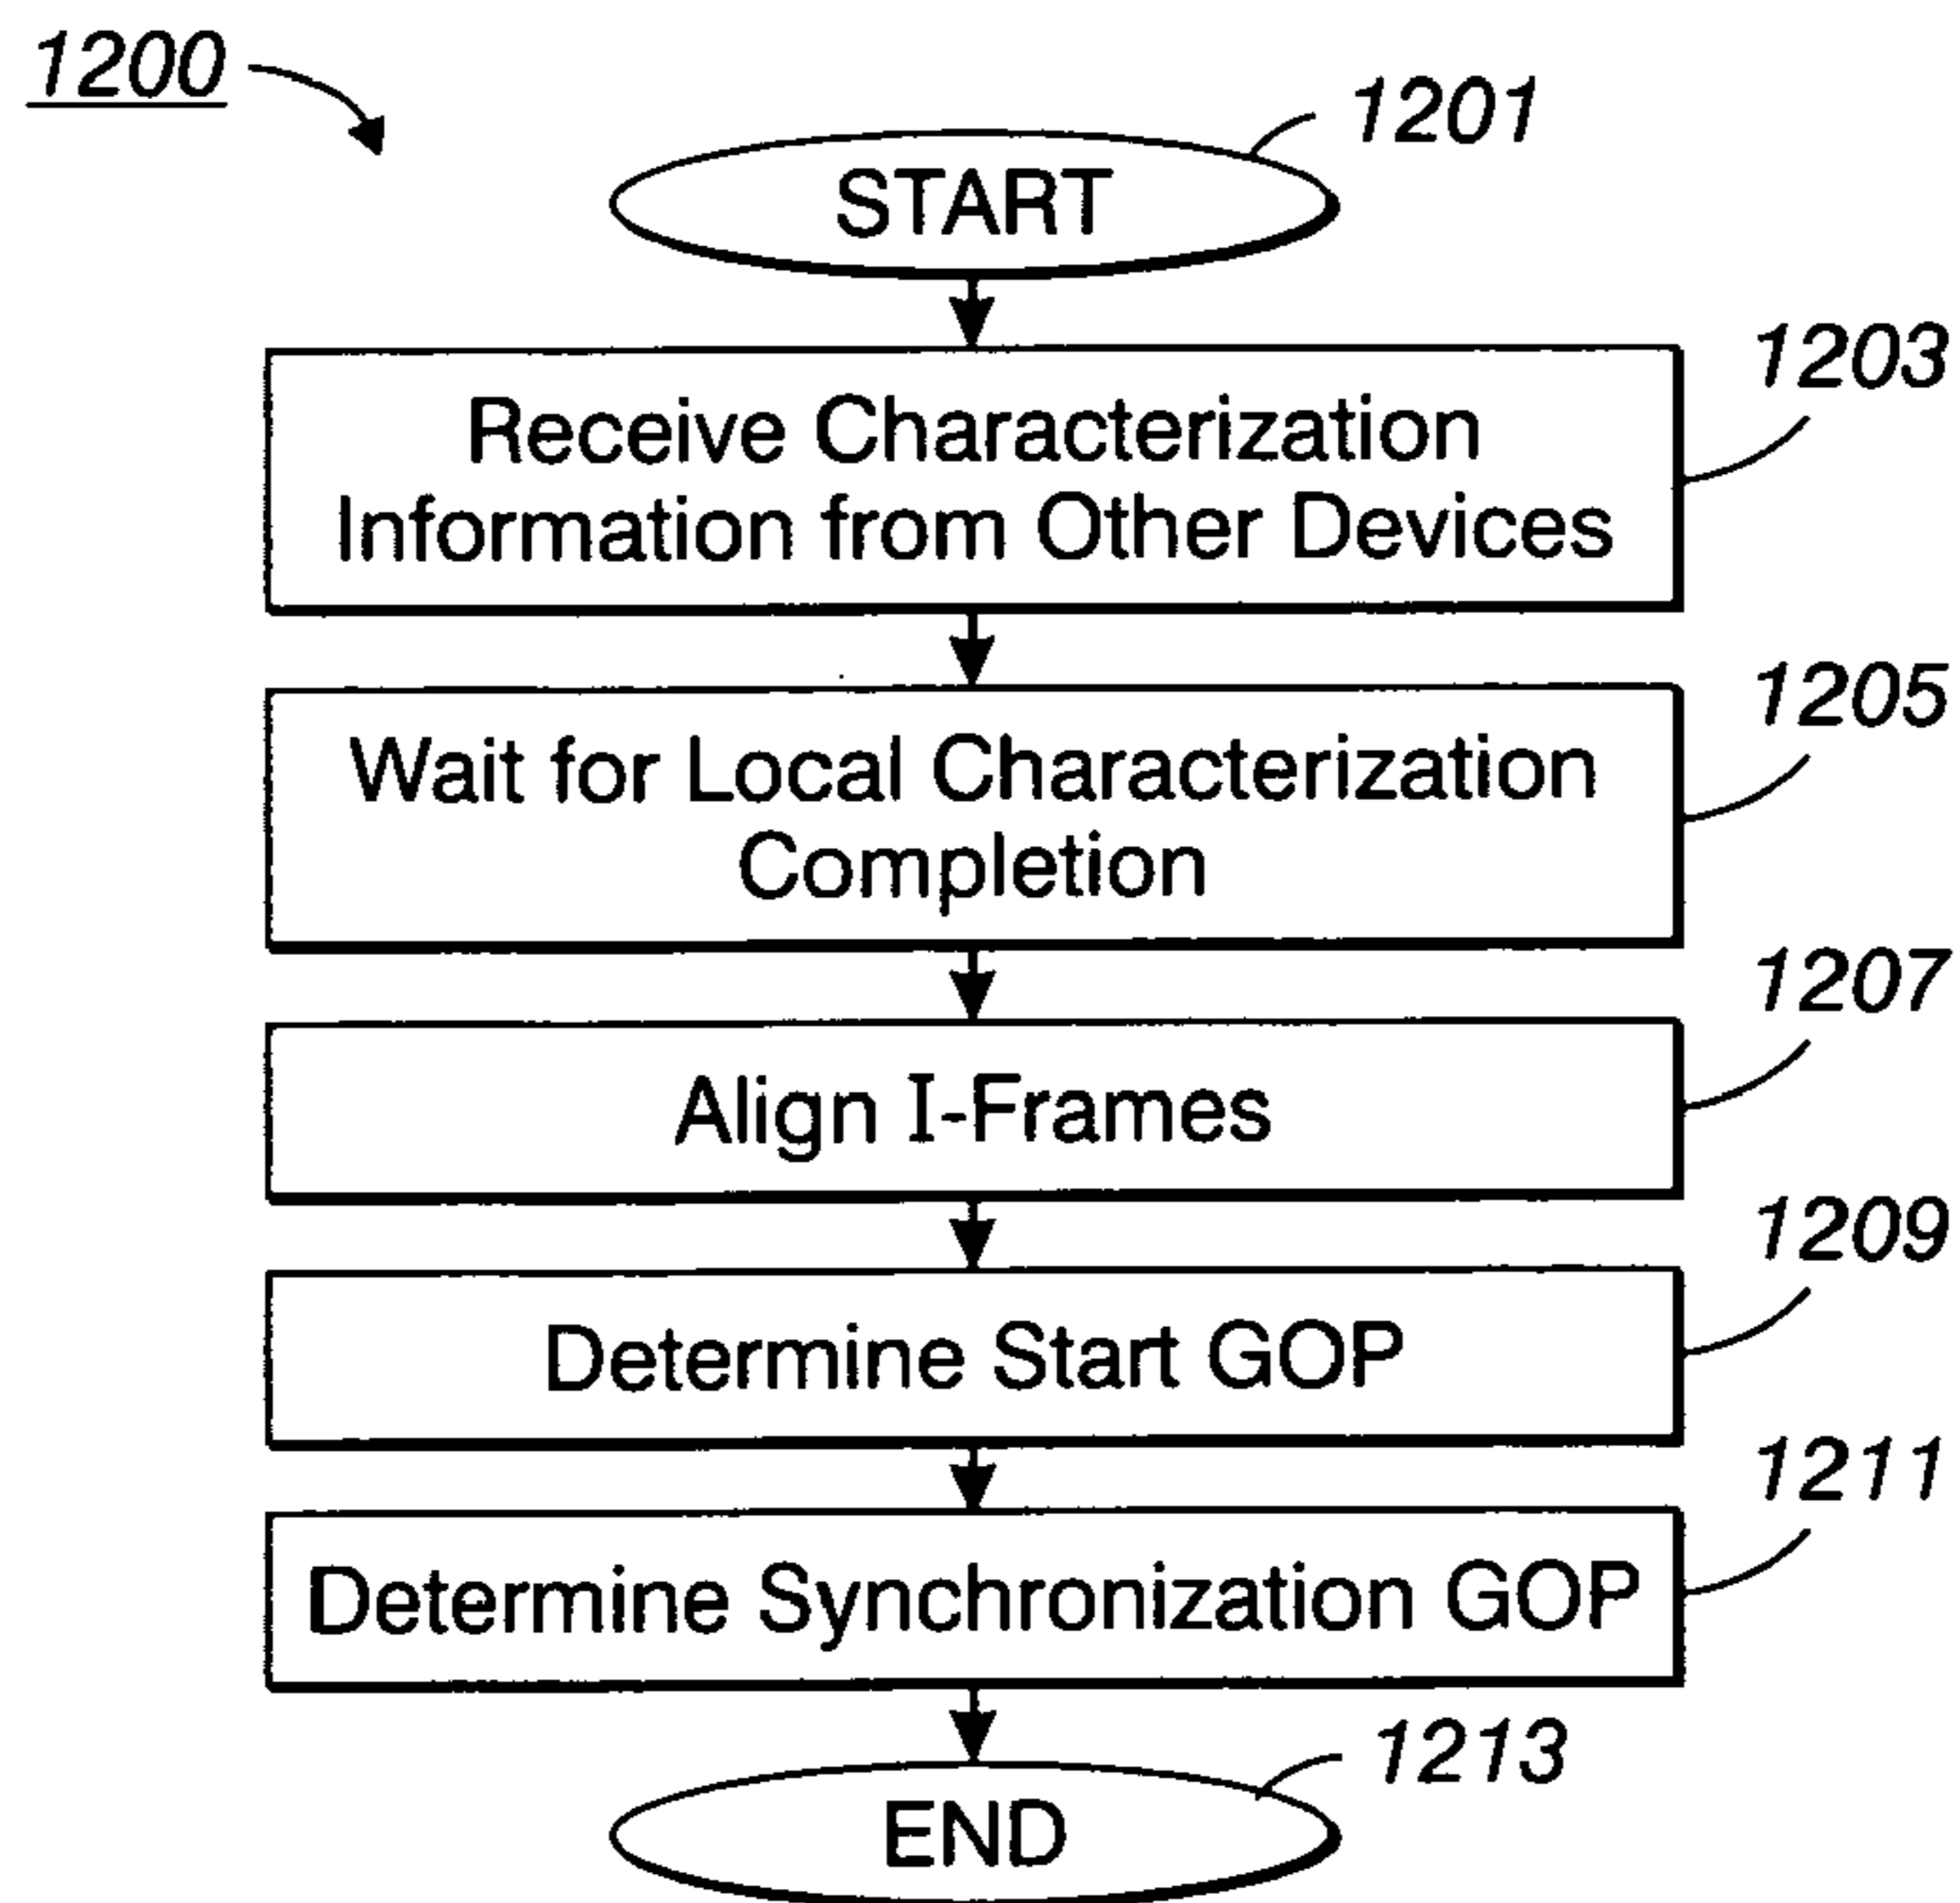 1200
1201
START
1203
Receive Characterization
Information from Other Devices
1205
Wait for Local Characterization
Completion
1207
Align I-Frames
1209
Determine Start GOP
1211
Determine Synchronization GOP
1213
END